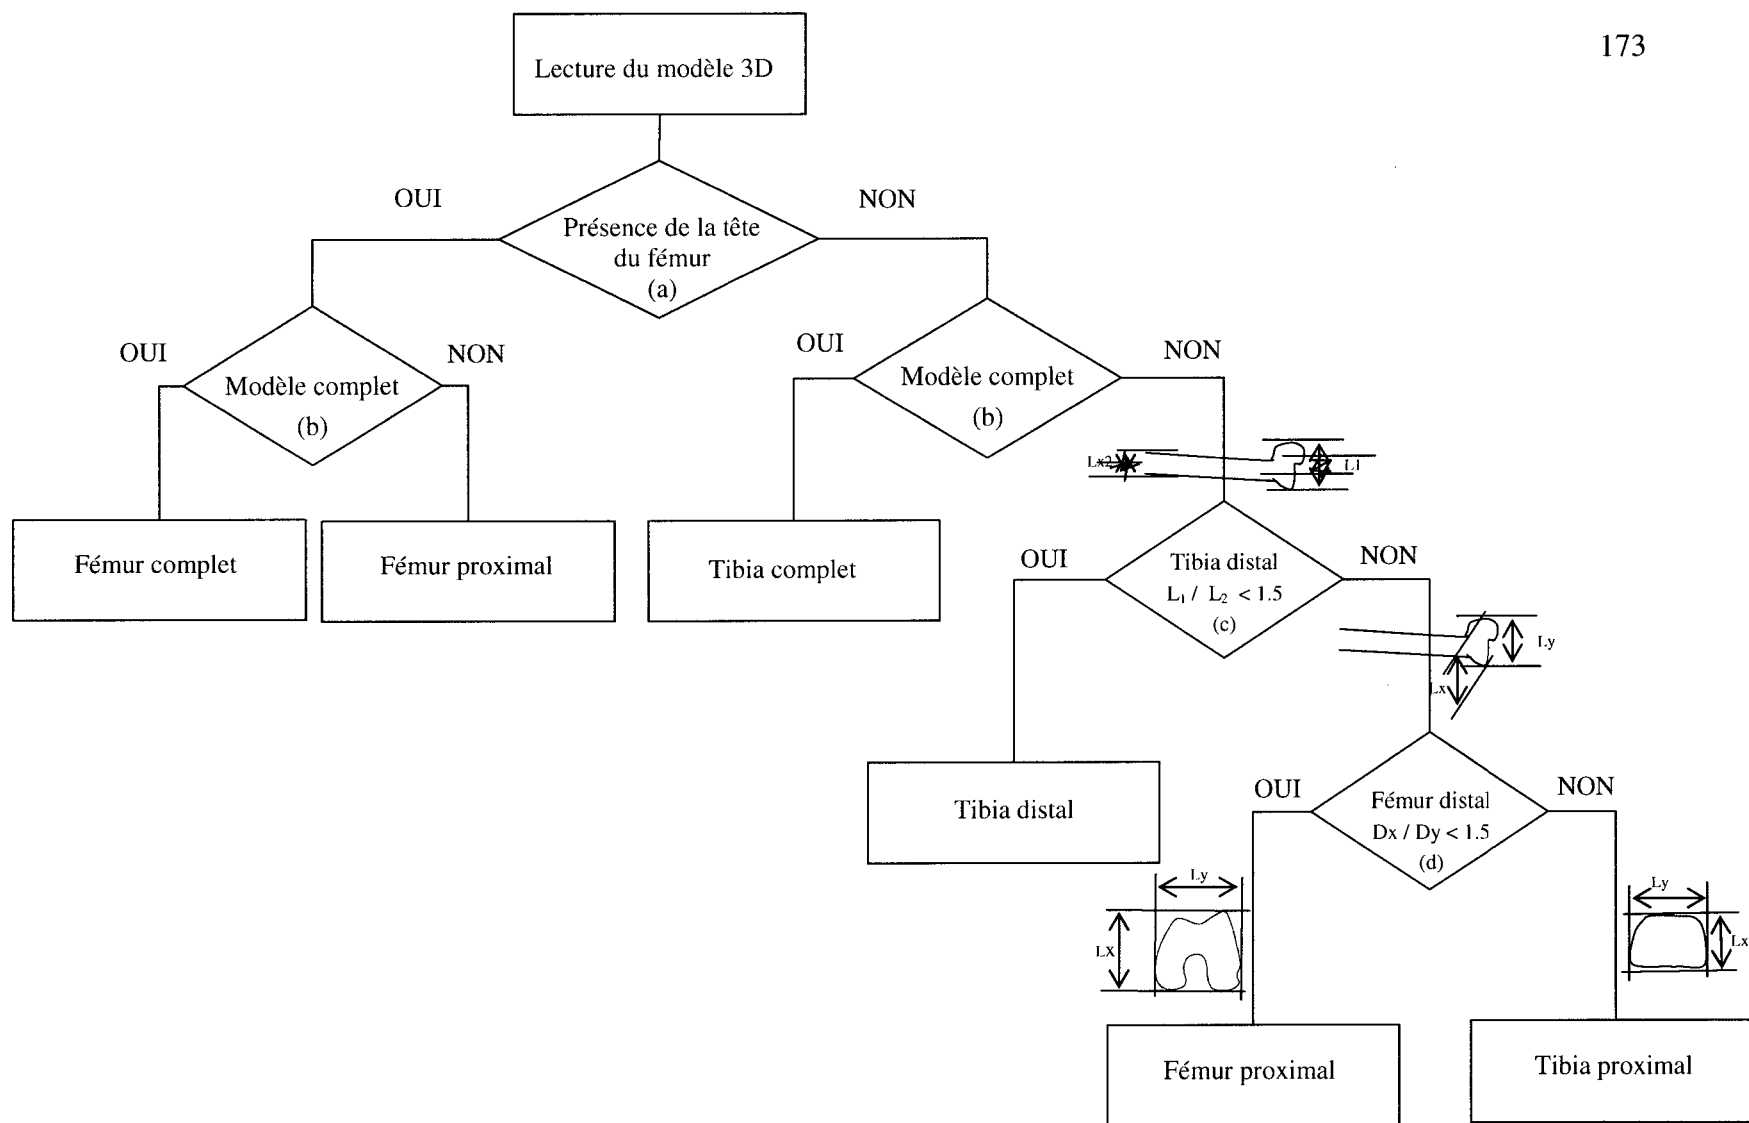 173
Lecture du modèle 3D
OUI
NON
Présence de la tête
du fémur
(a)
OUI
NON
OUI
NON
Modèle complet
(b)
Modèle complet
(b)
Lx2
L1
Fémur complet
Fémur proximal
Tibia complet
OUI
NON
Tibia distal
L₁ / L₂ < 1.5
(c)
Ly
Lx
Tibia distal
OUI
NON
Fémur distal
Dx / Dy < 1.5
(d)
Ly
Lx
Ly
Lx
Fémur proximal
Tibia proximal